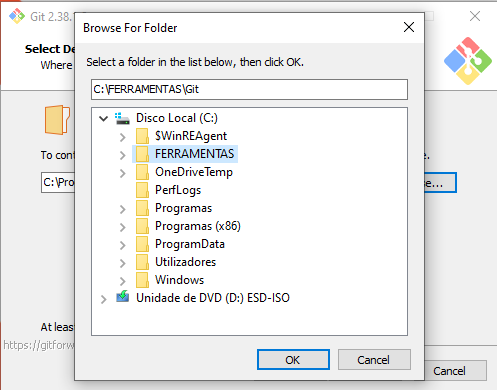 Git 2.38.
Browse For Folder
Select De
Where
Select a folder in the list below, then click OK.
C:\FERRAMENTAS\Git
Disco Local (C:)
$WinREAgent
FERRAMENTAS
OneDriveTemp
PerfLogs
Programas
Programas (x86)
ProgramData
Utilizadores
Windows
Unidade de DVD (D:) ESD-ISO
To cont
e.
C:\Pro
se...
At leas
https://gitforw
OK
Cancel
Cancel